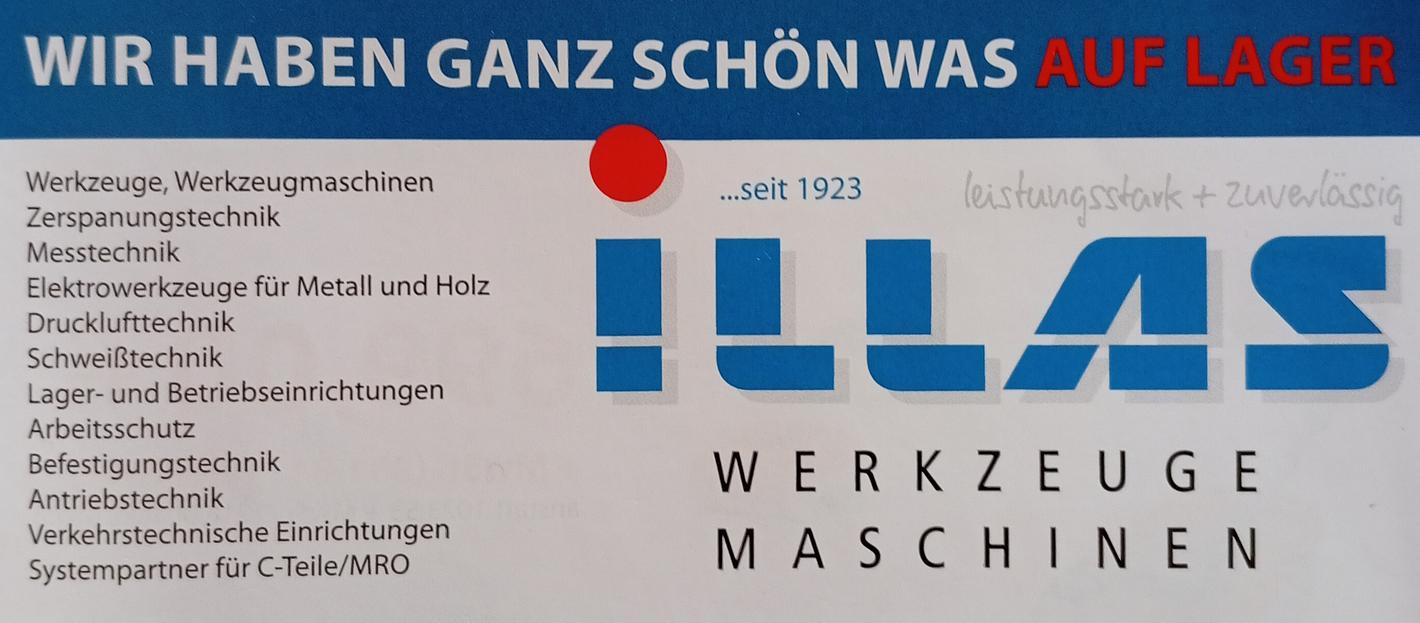 WIR HABEN GANZ SCHÖN WAS AUF LAGER
Werkzeuge, Werkzeugmaschinen
Zerspanungstechnik
Messtechnik
Elektrowerkzeuge für Metall und Holz
Drucklufttechnik
Schweißtechnik
Lager- und Betriebseinrichtungen
Arbeitsschutz
Befestigungstechnik
Antriebstechnik
Verkehrstechnische Einrichtungen
Systempartner für C-Teile/MRO
...seit 1923
leistungsstark + zuverlässig
iLLAS
WERKZEUGE
MASCHINEN